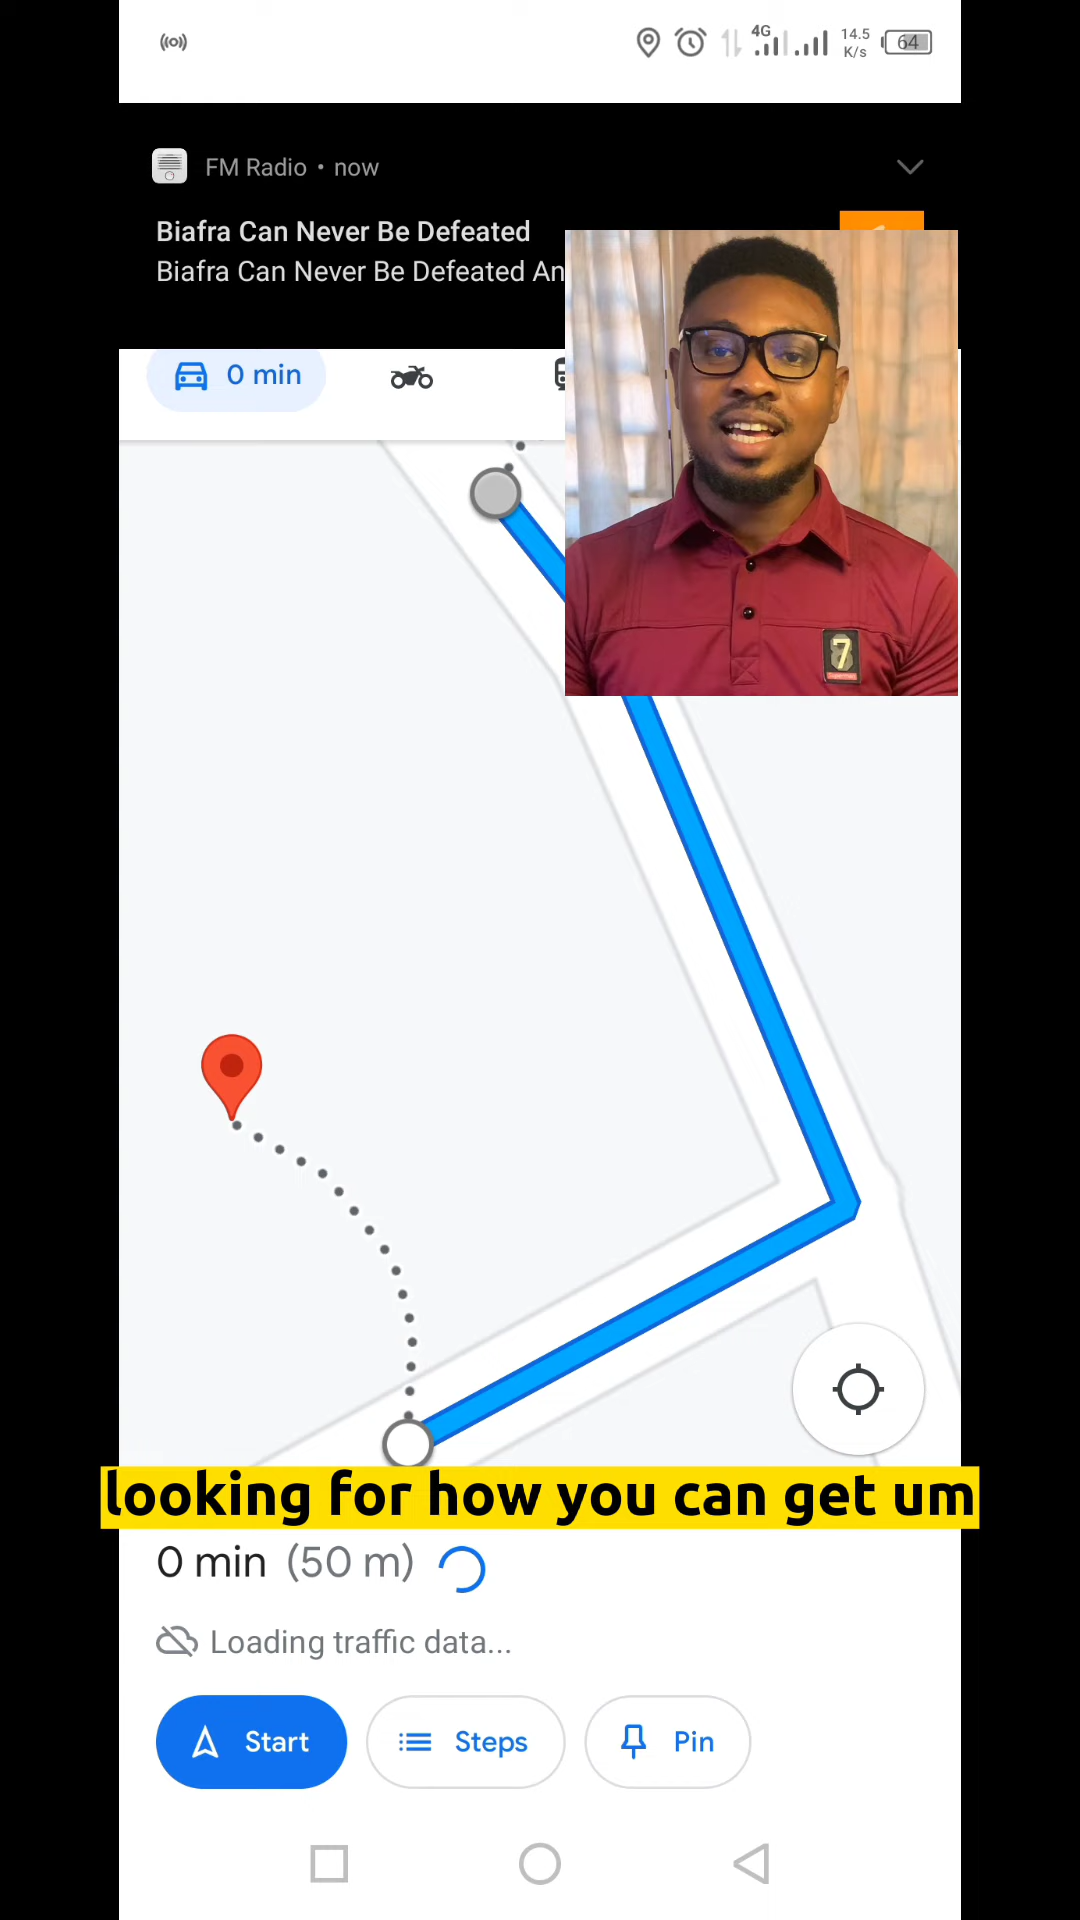 4G
14.5
K/s
64
FM Radio • now
Biafra Can Never Be Defeated
Biafra Can Never Be Defeated An
0 min
7
looking for how you can get um
0 min (50 m)
Loading traffic data...
Start
Steps
Pin